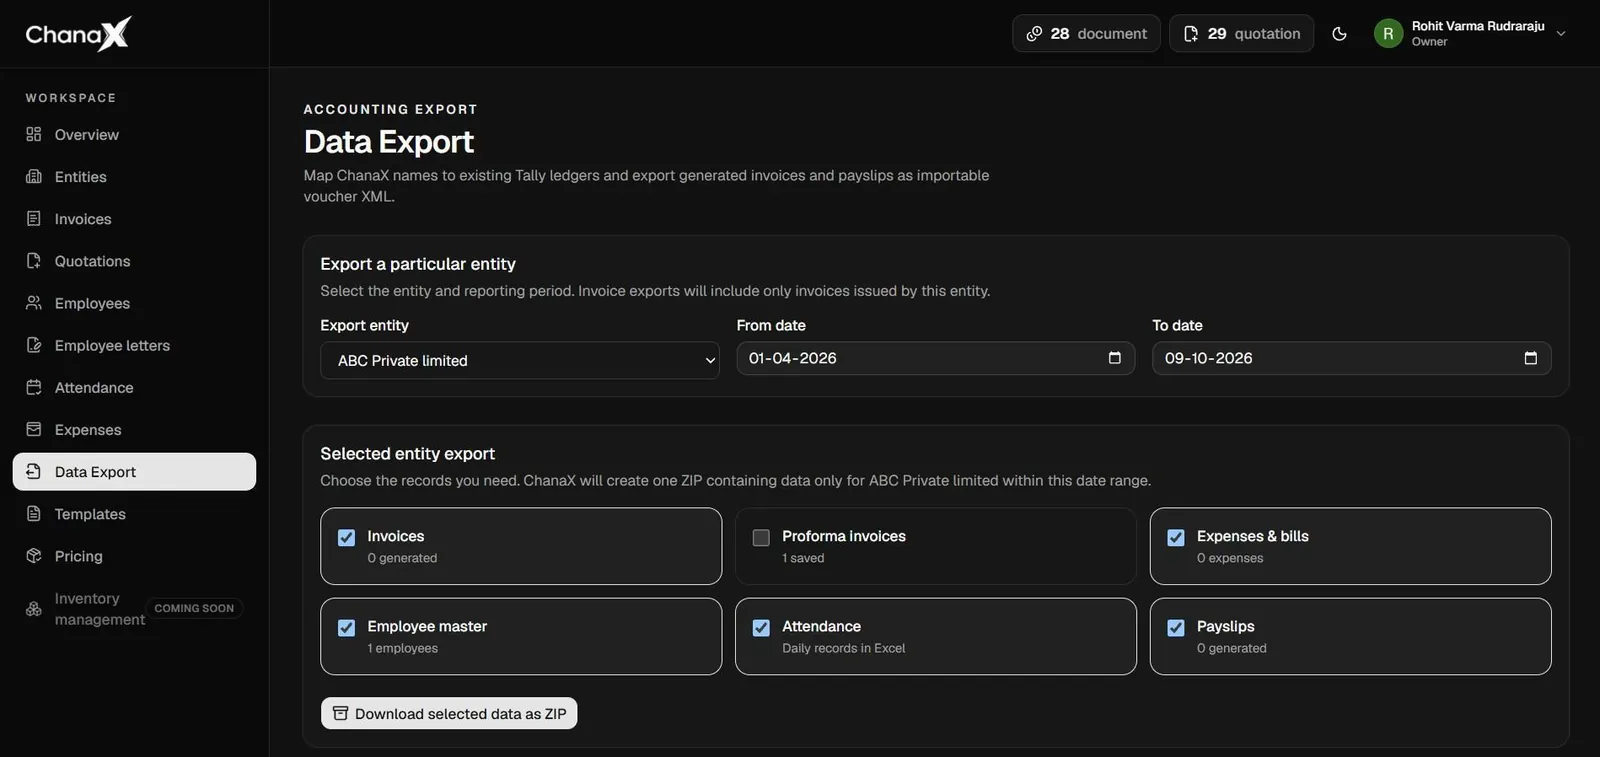 ChanaX
28 document
29 quotation
R
Rohit Varma Rudraraju
Owner
WORKSPACE
Overview
Entities
Invoices
Quotations
Employees
Employee letters
Attendance
Expenses
Data Export
Templates
Pricing
Inventory
management
COMING SOON
ACCOUNTING EXPORT
Data Export
Map ChanaX names to existing Tally ledgers and export generated invoices and payslips as importable
voucher XML.
Export a particular entity
Select the entity and reporting period. Invoice exports will include only invoices issued by this entity.
Export entity
From date
To date
ABC Private limited
01-04-2026
09-10-2026
Selected entity export
Choose the records you need. ChanaX will create one ZIP containing data only for ABC Private limited within this date range.
Invoices
0 generated
Proforma invoices
1 saved
Expenses & bills
0 expenses
Employee master
1 employees
Attendance
Daily records in Excel
Payslips
0 generated
Download selected data as ZIP